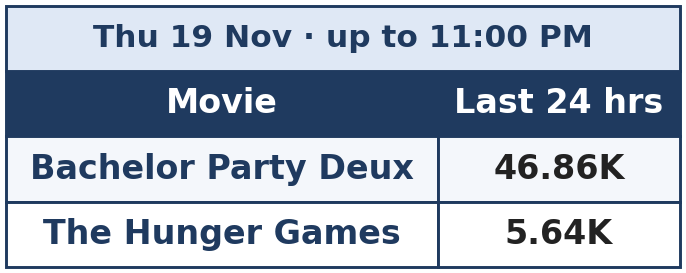 Thu 19 Nov · up to 11:00 PM
Movie Last 24 hrs
Bachelor Party Deux 46.86K
The Hunger Games 5.64K